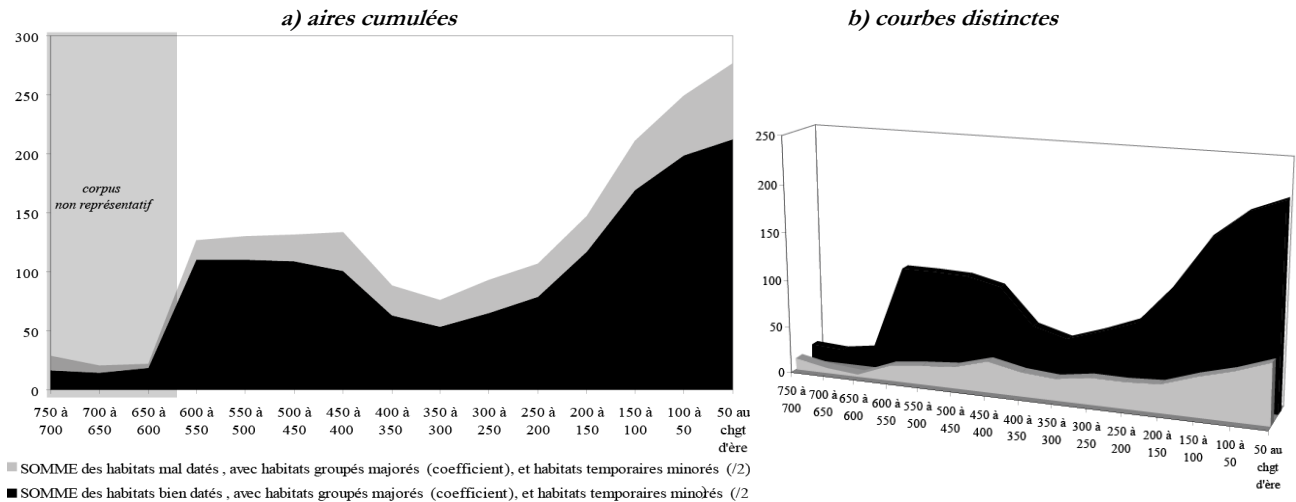 a) aires cumulées
300
250
200
150
100
50
0
corpus
non représentatif
750 à 700 à 650 à 600 à 550 à 500 à 450 à 400 à 350 à 300 à 250 à 200 à 150 à 100 à 50 au
700 650 600 550 500 450 400 350 300 250 200 150 100 50 chgt
d'ère
SOMME des habitats mal datés , avec habitats groupés majorés (coefficient), et habitats temporaires minorés (/2)
SOMME des habitats bien datés , avec habitats groupés majorés (coefficient), et habitats temporaires minorés (/2)
b) courbes distinctes
250
200
150
100
50
0
750 à 700 à 650 à 600 à 550 à 500 à 450 à 400 à 350 à 300 à 250 à 200 à 150 à 100 à 50 au
700 650 600 550 500 450 400 350 300 250 200 150 100 50 chgt
d'ère